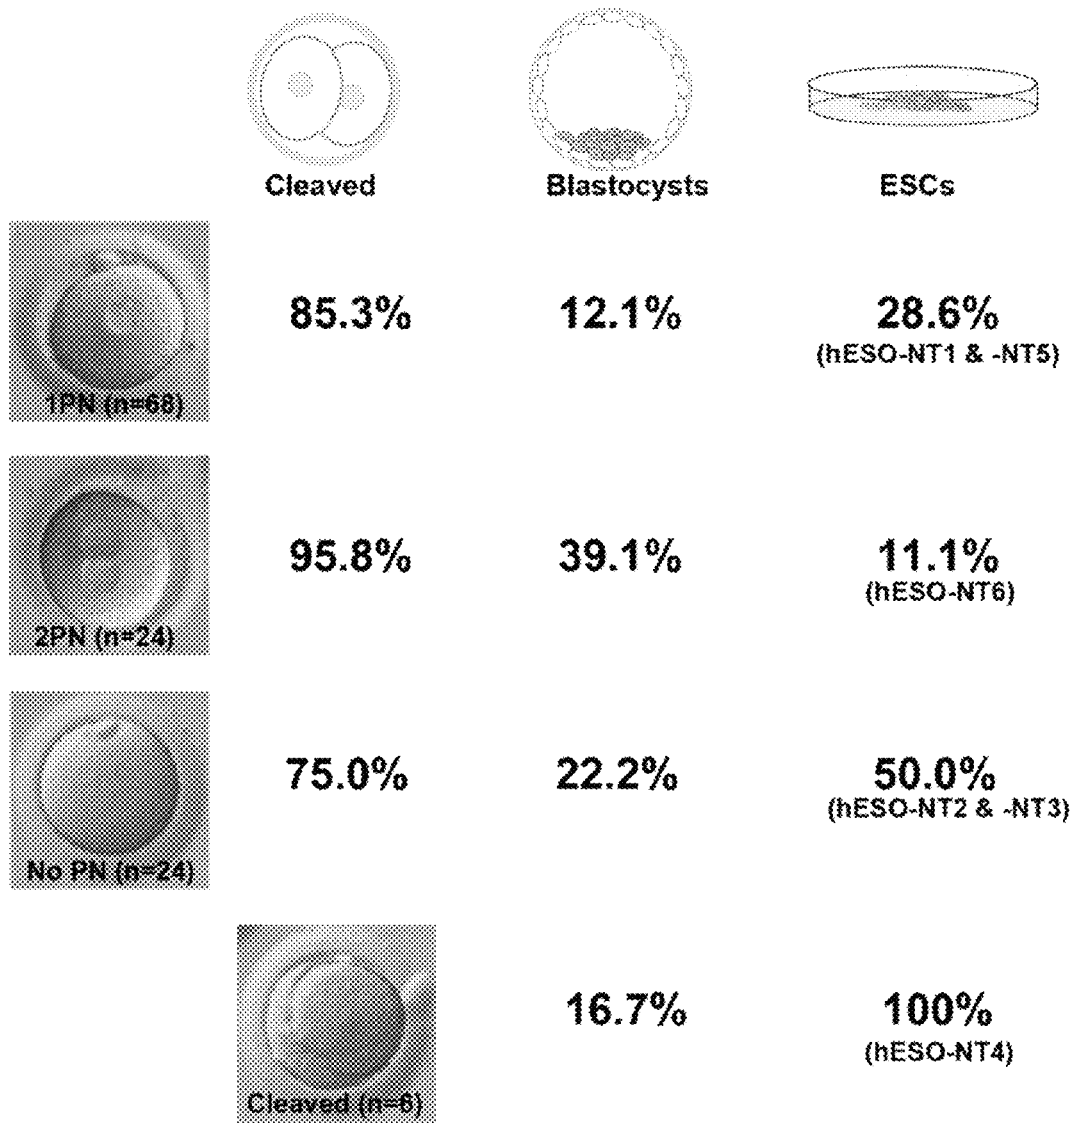 Cleaved Blastocysts ESCs
85.3% 12.1% 28.6%
(hESO-NT1 & -NT5)
1PN (n=68)
95.8% 39.1% 11.1%
(hESO-NT6)
2PN (n=24)
75.0% 22.2% 50.0%
(hESO-NT2 & -NT3)
No PN (n=24)
16.7% 100%
(hESO-NT4)
Cleaved (n=6)